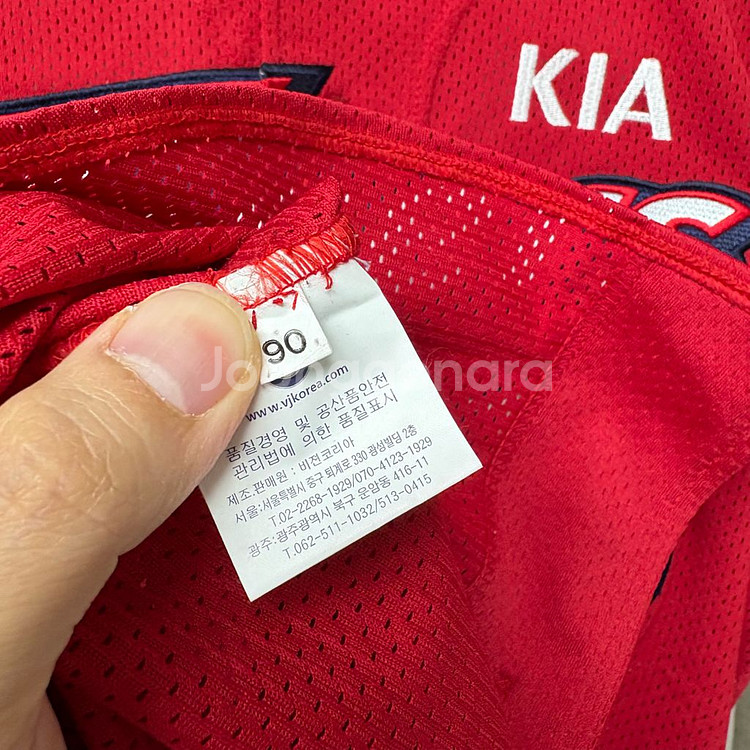 KIA
90
www.vjkorea.com
품질경영 및 공산품안전
관리법에 의한 품질표시
제조.판매원 : 비젼코리아
서울:서울특별시 중구 퇴계로 330 광성빌딩 2층
T.02-2268-1929/070-4123-1929
광주:광주광역시 북구 운암동 416-11
T.062-511-1032/513-0415
Joonggonara